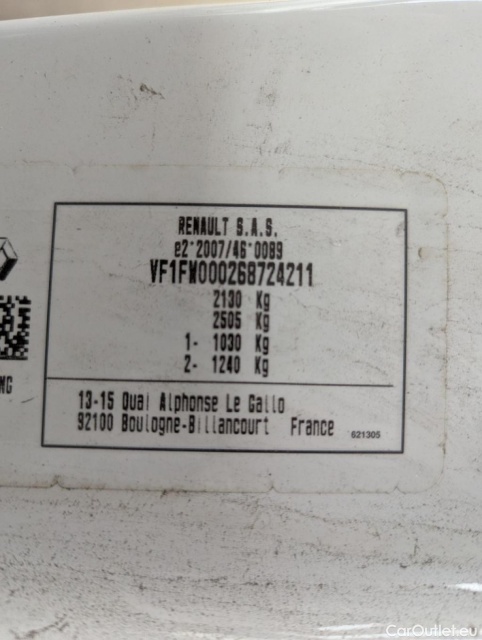 RENAULT S.A.S.
e2*2007/46*0089
VF1FW000268724211
2130 Kg
2505 Kg
1- 1030 Kg
2- 1240 Kg
NG
13-15 Quai Alphonse Le Gallo
92100 Boulogne-Billancourt France 621305
CarOutlet.eu